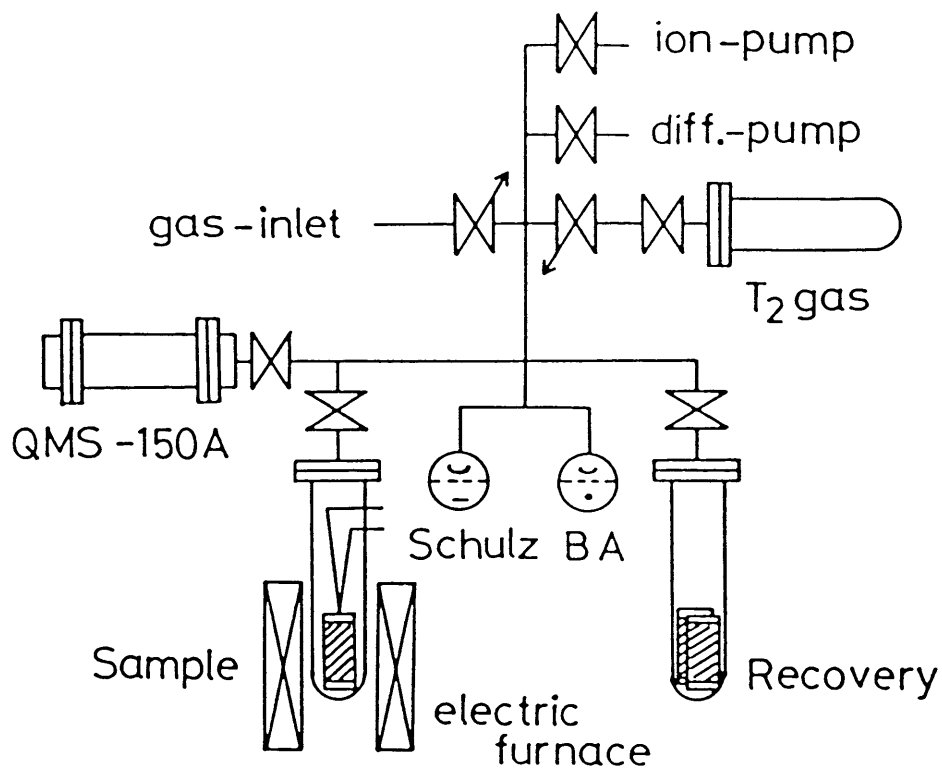 ion-pump
diff.-pump
gas-inlet
T2 gas
QMS-150A
Schulz BA
Sample
Recovery
electric
furnace